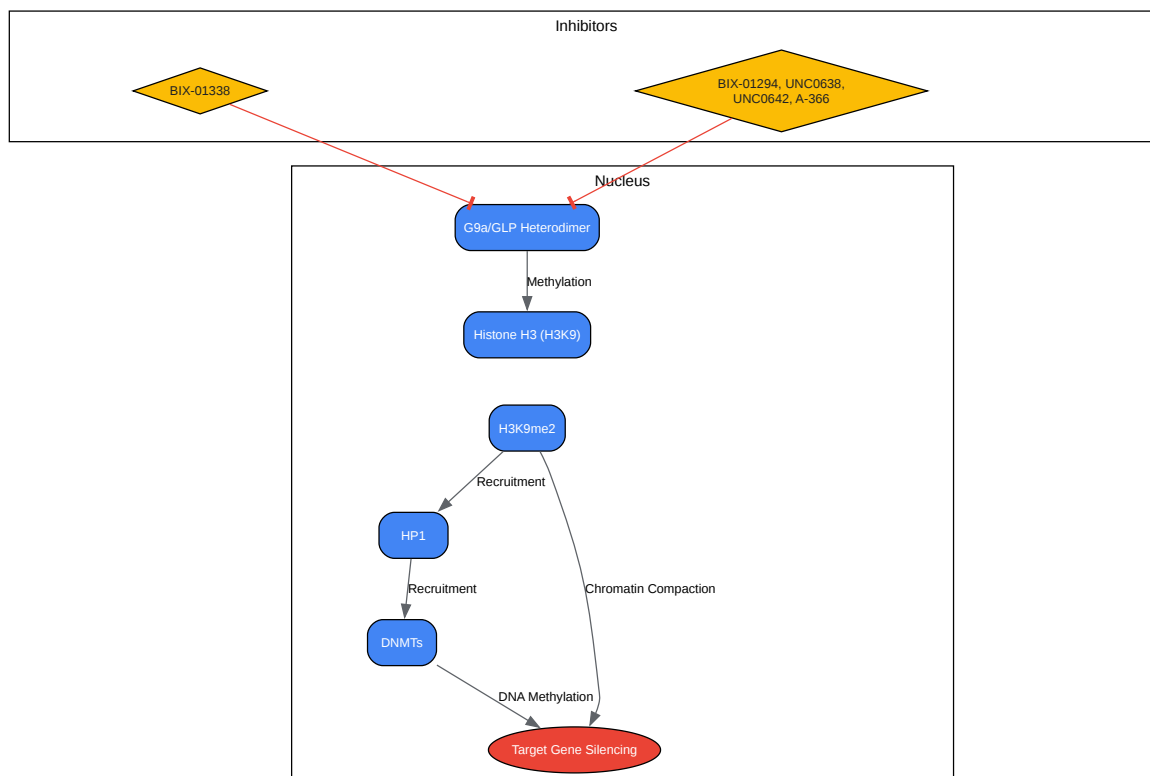 Inhibitors
BIX-01338
BIX-01294, UNC0638,
UNC0642, A-366
Nucleus
G9a/GLP Heterodimer
Methylation
Histone H3 (H3K9)
H3K9me2
Recruitment
HP1
Recruitment
Chromatin Compaction
DNMTs
DNA Methylation
Target Gene Silencing